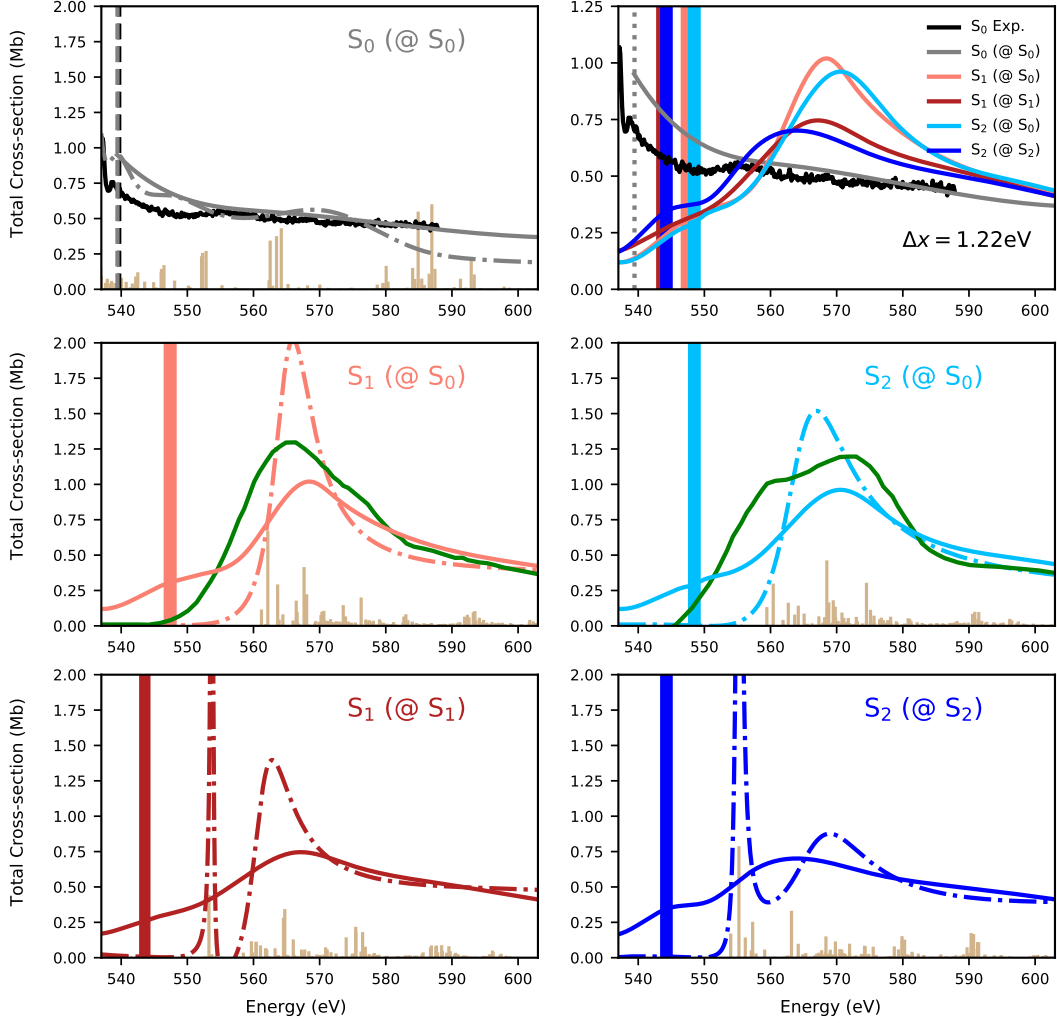 Total Cross-section (Mb)
2.00
1.75
1.50
1.25
1.00
0.75
0.50
0.25
0.00
S₀ (@ S₀)
540 550 560 570 580 590 600
1.25
1.00
0.75
0.50
0.25
0.00
S₀ Exp.
S₀ (@ S₀)
S₁ (@ S₀)
S₁ (@ S₁)
S₂ (@ S₀)
S₂ (@ S₂)
Δx = 1.22eV
540 550 560 570 580 590 600
Total Cross-section (Mb)
2.00
1.75
1.50
1.25
1.00
0.75
0.50
0.25
0.00
S₁ (@ S₀)
540 550 560 570 580 590 600
2.00
1.75
1.50
1.25
1.00
0.75
0.50
0.25
0.00
S₂ (@ S₀)
540 550 560 570 580 590 600
Total Cross-section (Mb)
2.00
1.75
1.50
1.25
1.00
0.75
0.50
0.25
0.00
S₁ (@ S₁)
540 550 560 570 580 590 600
Energy (eV)
2.00
1.75
1.50
1.25
1.00
0.75
0.50
0.25
0.00
S₂ (@ S₂)
540 550 560 570 580 590 600
Energy (eV)